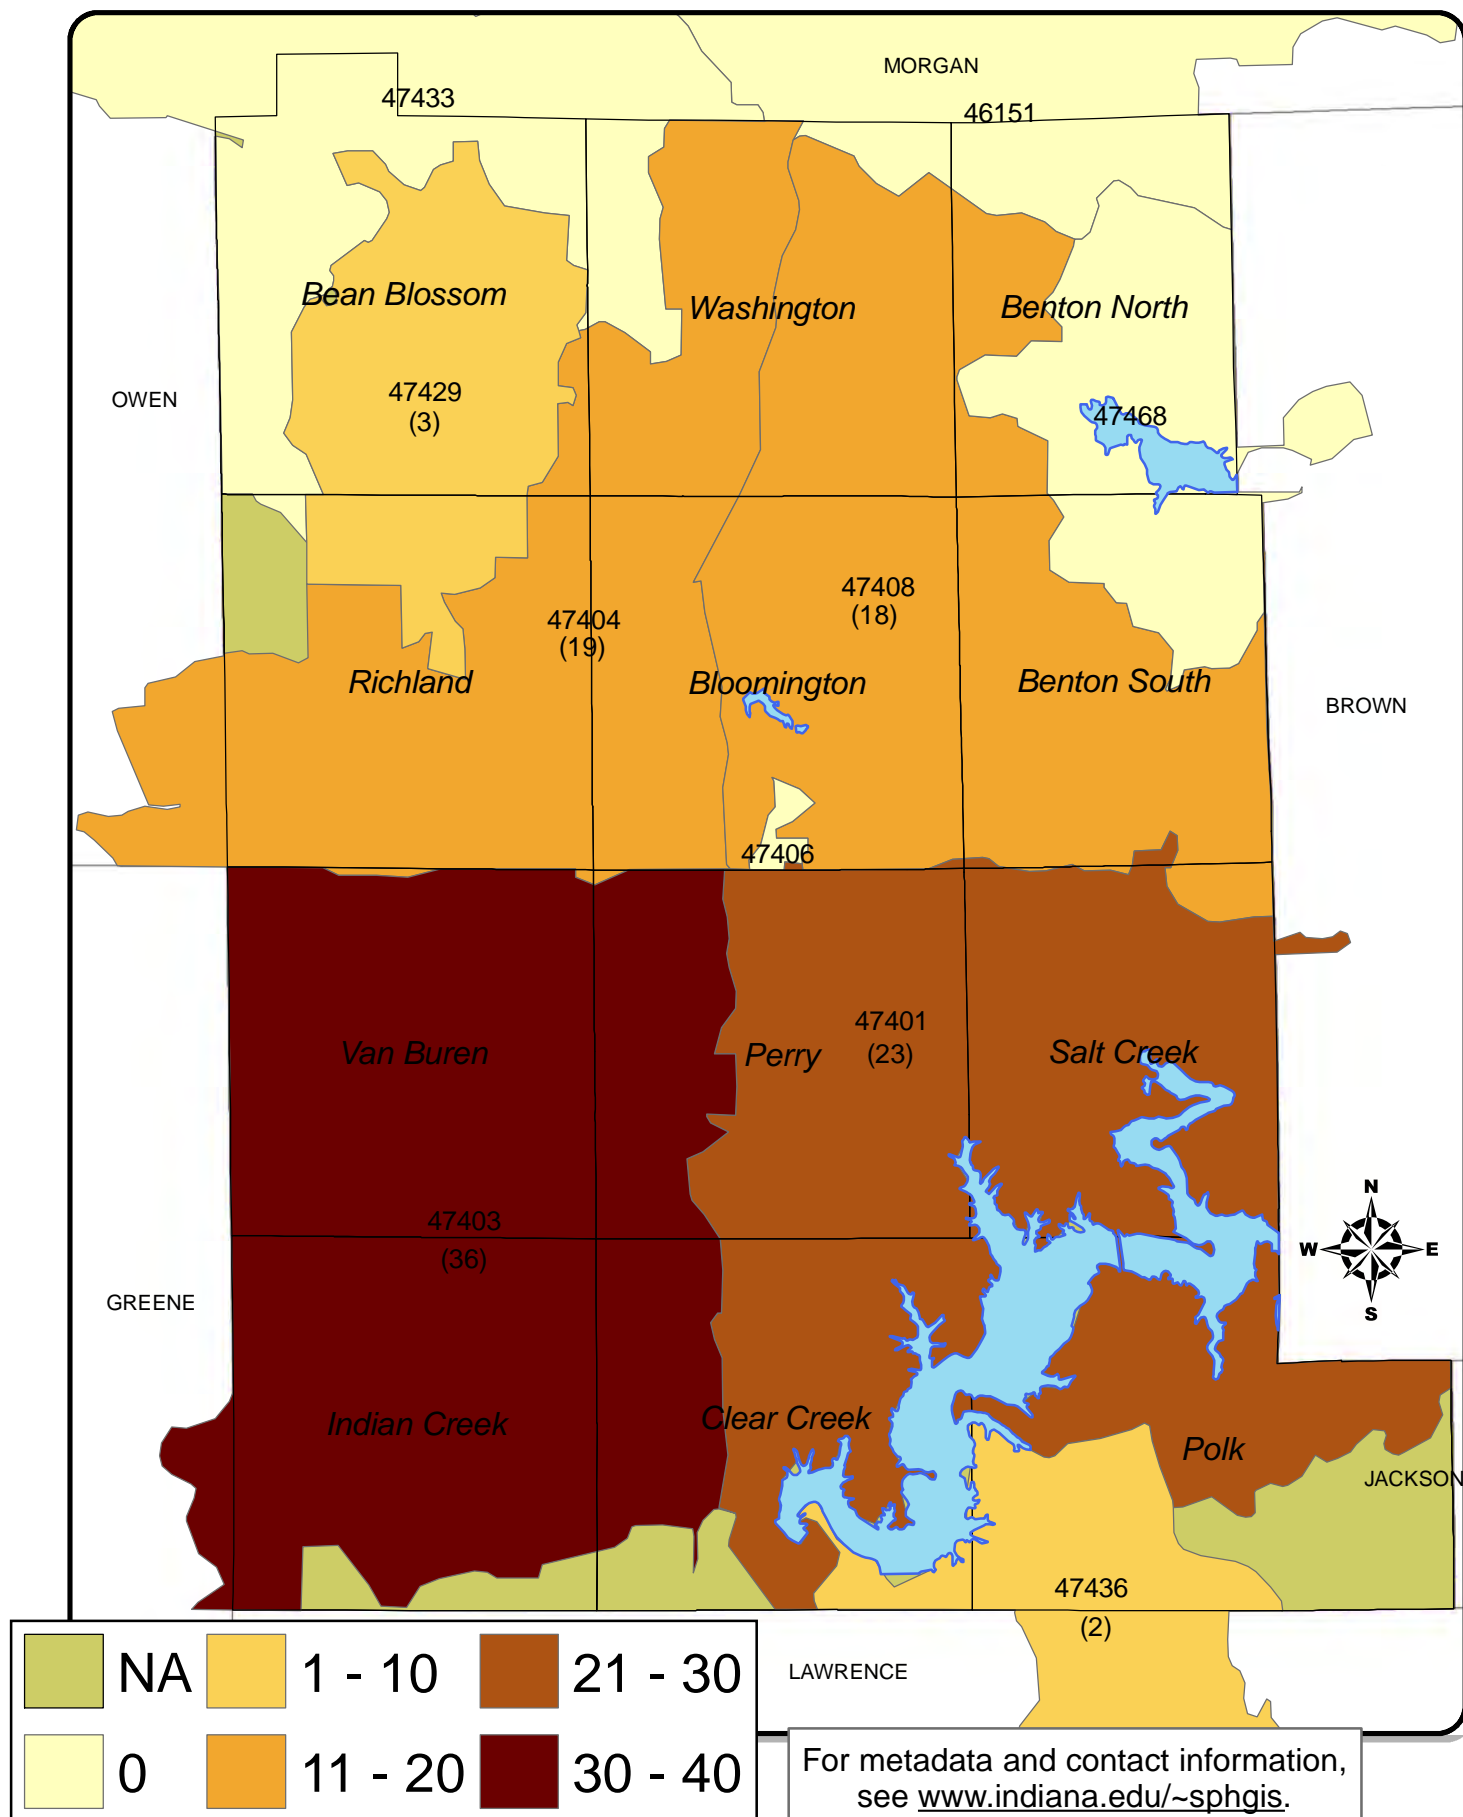 MORGAN
47433
46151
Bean Blossom
Washington
Benton North
OWEN
47429
(3)
47468
47404
(19)
47408
(18)
Richland
Bloomington
Benton South
BROWN
47406
Van Buren
Perry
47401
(23)
Salt Creek
47403
(36)
N
W
E
S
GREENE
Indian Creek
Clear Creek
Polk
JACKSON
47436
(2)
LAWRENCE
NA
1 - 10
21 - 30
0
11 - 20
30 - 40
For metadata and contact information,
see www.indiana.edu/~sphgis.